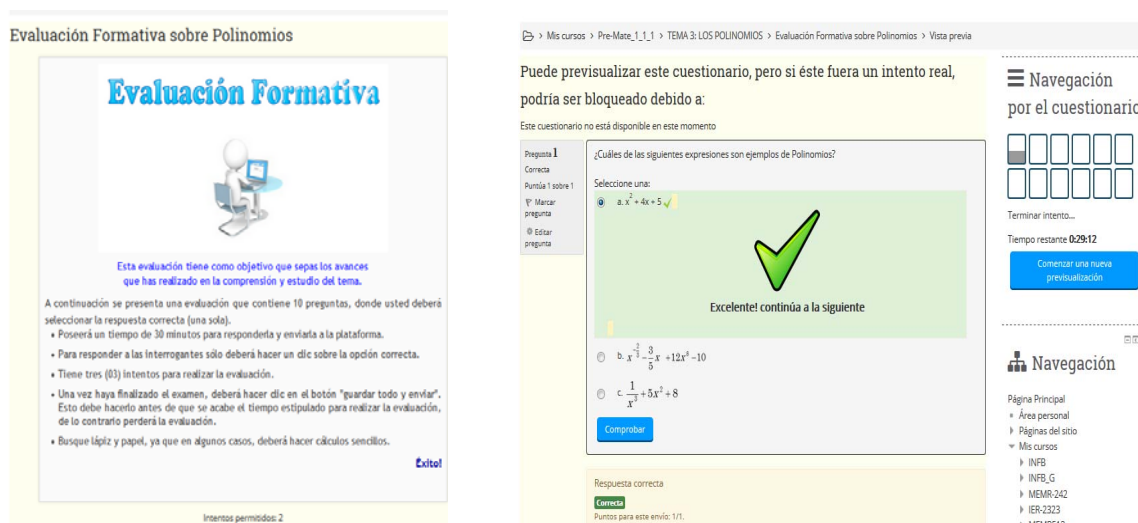 Evaluación Formativa sobre Polinomios
Evaluación Formativa
Esta evaluación tiene como objetivo que sepas los avances
que has realizado en la comprensión y estudio del tema.
A continuación se presenta una evaluación que contiene 10 preguntas, donde usted deberá
seleccionar la respuesta correcta (una sola).
• Poseerá un tiempo de 30 minutos para responderla y enviarla a la plataforma.
• Para responder a las interrogantes sólo deberá hacer un clic sobre la opción correcta.
• Tiene tres (03) intentos para realizar la evaluación.
• Una vez haya finalizado el examen, deberá hacer clic en el botón "guardar todo y enviar".
Esto debe hacerlo antes de que se acabe el tiempo estipulado para realizar la evaluación,
de lo contrario perderá la evaluación.
• Busque lápiz y papel, ya que en algunos casos, deberá hacer cálculos sencillos.
Éxito!
Intentos permitidos: 2
> Mis cursos > Pre-Mate_1_1_1 > TEMA 3: LOS POLINOMIOS > Evaluación Formativa sobre Polinomios > Vista previa
Puede previsualizar este cuestionario, pero si éste fuera un intento real,
podría ser bloqueado debido a:
Este cuestionario no está disponible en este momento
Pregunta 1
Correcta
Puntúa 1 sobre 1
Marcar
pregunta
Editar
pregunta
¿Cuáles de las siguientes expresiones son ejemplos de Polinomios?
Seleccione una:
a. x² + 4x + 5
Excelente! continúa a la siguiente
b. x^(-2/3) - 3/5 x + 12x⁵ - 10
c. 1/x³ + 5x² + 8
Comprobar
Respuesta correcta
Correcta
Puntos para este envío: 1/1.
Navegación
por el cuestionario
Terminar intento...
Tiempo restante 0:29:12
Comenzar una nueva
previsualización
Navegación
Página Principal
Área personal
Páginas del sitio
Mis cursos
INFB
INFB_G
MEMR-242
IER-2323